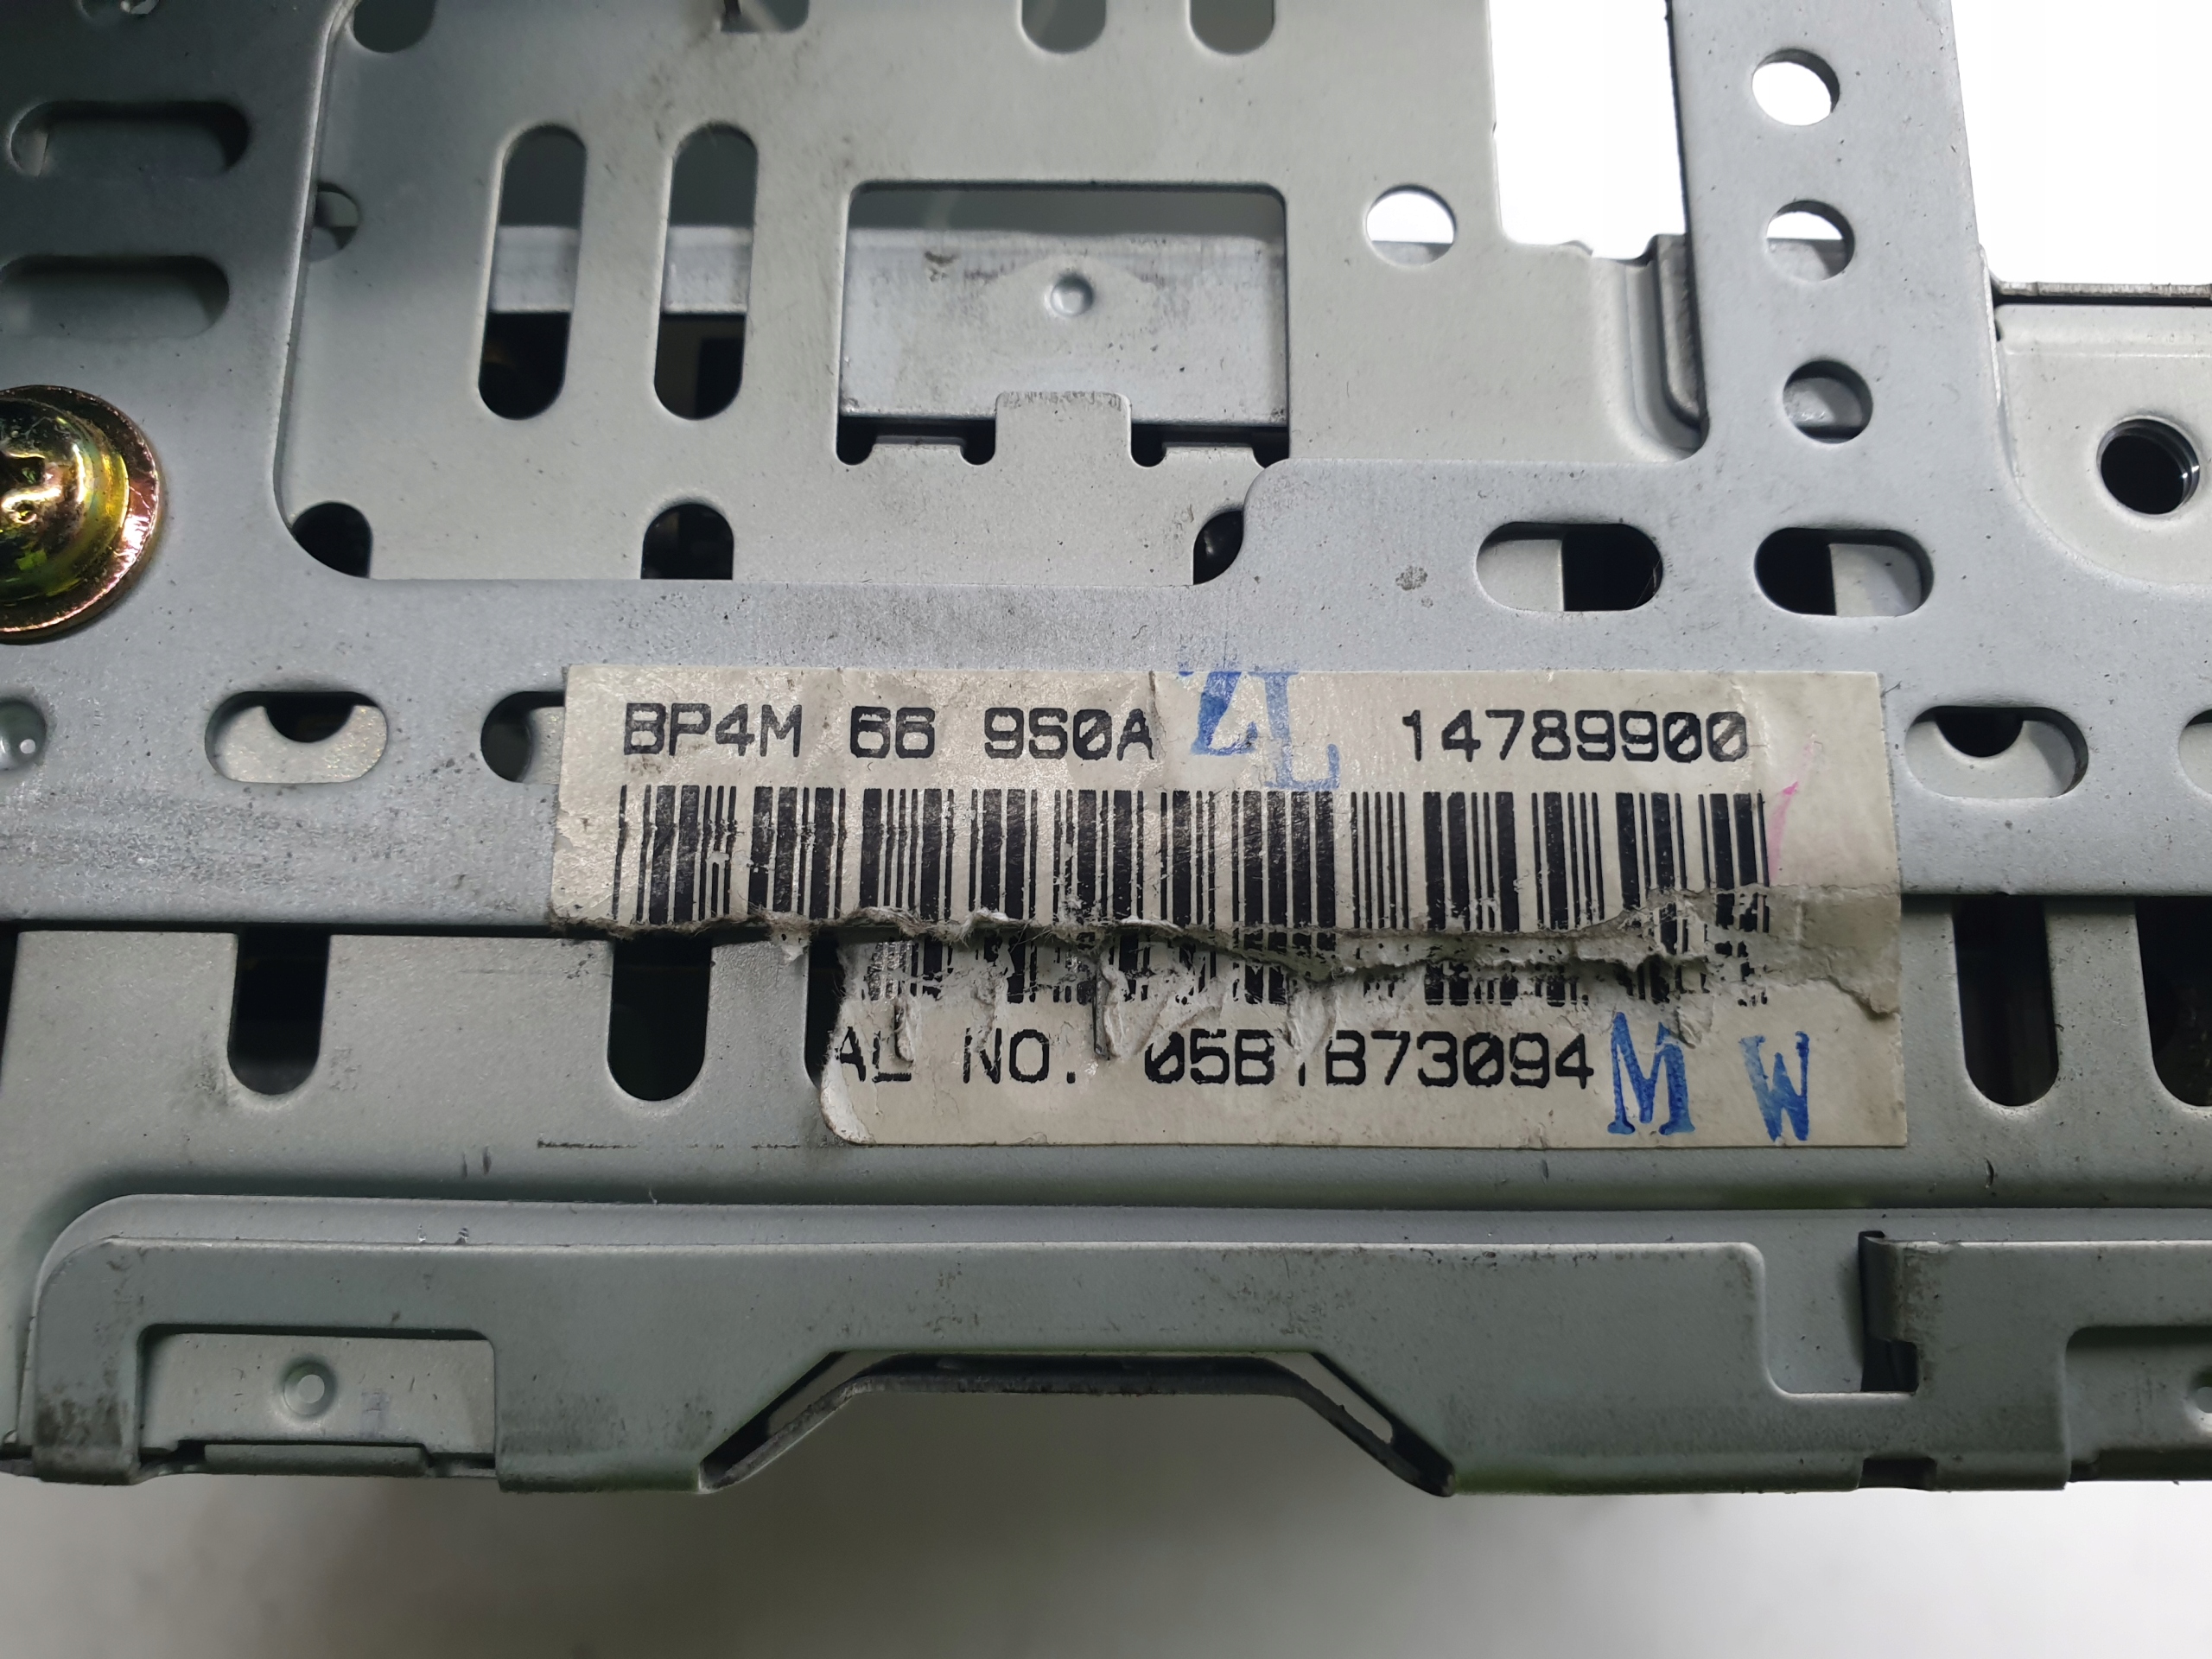 BP4M 66 9S0A ZL 14789900
AL NO. 05B1B73094 M W